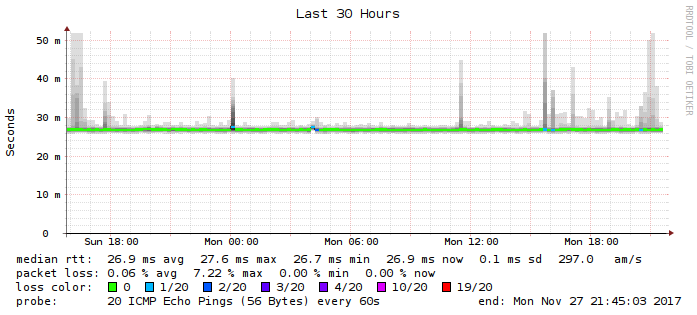 Last 30 Hours
RRDTOOL / TOBI OETIKER
Seconds
50 m
40 m
30 m
20 m
10 m
0
Sun 18:00 Mon 00:00 Mon 06:00 Mon 12:00 Mon 18:00
median rtt: 26.9 ms avg 27.6 ms max 26.7 ms min 26.9 ms now 0.1 ms sd 297.0 am/s
packet loss: 0.06 % avg 7.22 % max 0.00 % min 0.00 % now
loss color: 0 1/20 2/20 3/20 4/20 10/20 19/20
probe: 20 ICMP Echo Pings (56 Bytes) every 60s end: Mon Nov 27 21:45:03 2017